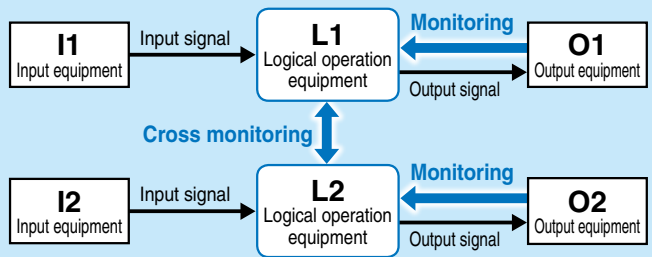 I1
Input equipment
Input signal
L1
Logical operation
equipment
Monitoring
Output signal
O1
Output equipment
Cross monitoring
I2
Input equipment
Input signal
L2
Logical operation
equipment
Monitoring
Output signal
O2
Output equipment